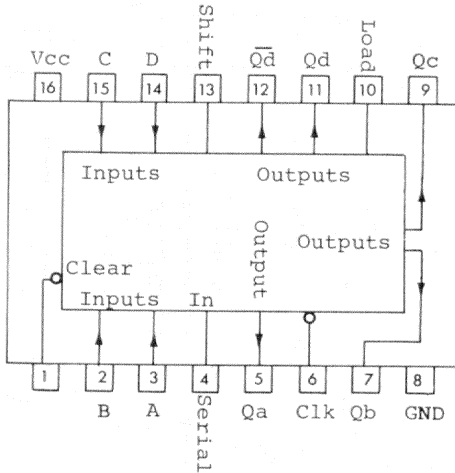 Vcc C D Shift Q̅d Qd Load Qc
16 15 14 13 12 11 10 9
Inputs Outputs
Output
Outputs
Clear
Inputs In
1 2 3 4 5 6 7 8
B A Serial Qa Clk Qb GND